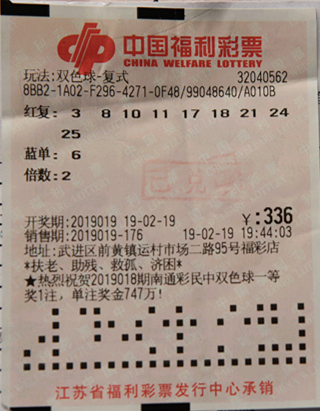 中国福利彩票
CHINA WELFARE LOTTERY
玩法:双色球-复式 32040562
8BB2-1A02-F296-4271-0F48/99048640/A010B
红复: 3 8 10 11 17 18 21 24
25
蓝单: 6
倍数:2
已兑奖
开奖期:2019019 19-02-19 ¥:336
销售期:2019019-176 19-02-19 19:44:03
地址:武进区前黄镇运村市场二路95号福彩店
*扶老、助残、救孤、济困*
★热烈祝贺2019018期南通彩民中双色球一等
奖1注,单注奖金747万!
江苏省福利彩票发行中心承销